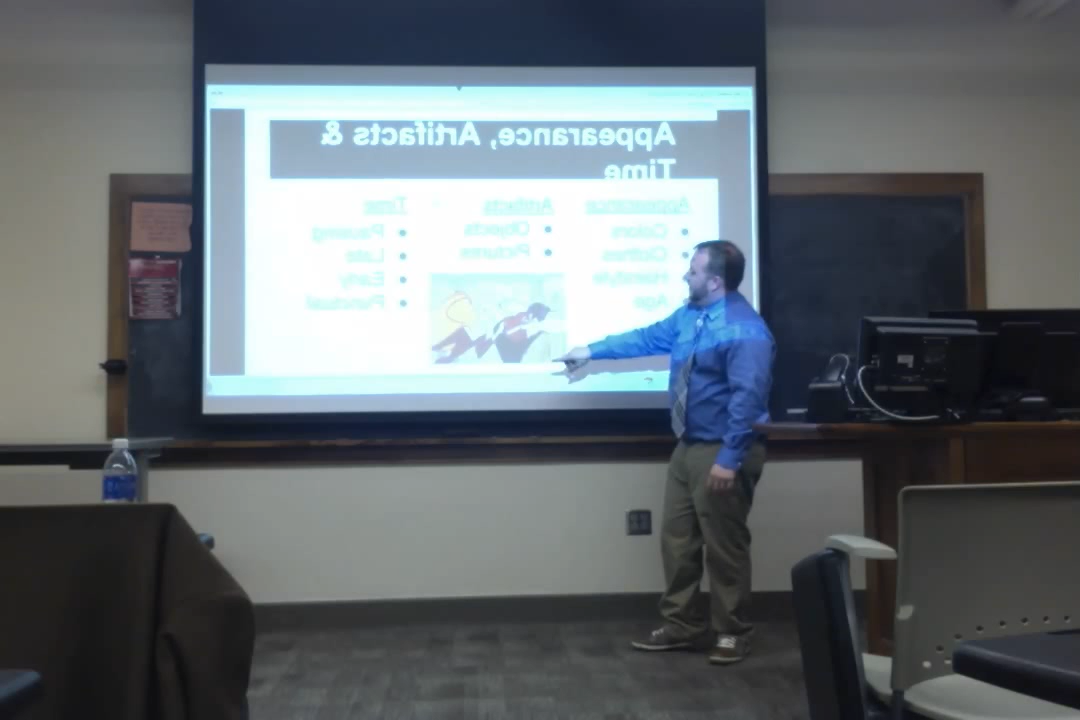 Appearance, Artifacts &
Time
Appearance
Colors
Clothes
Hairstyle
Age
Artifacts
Objects
Pictures
Time
Pausing
Late
Early
Punctual